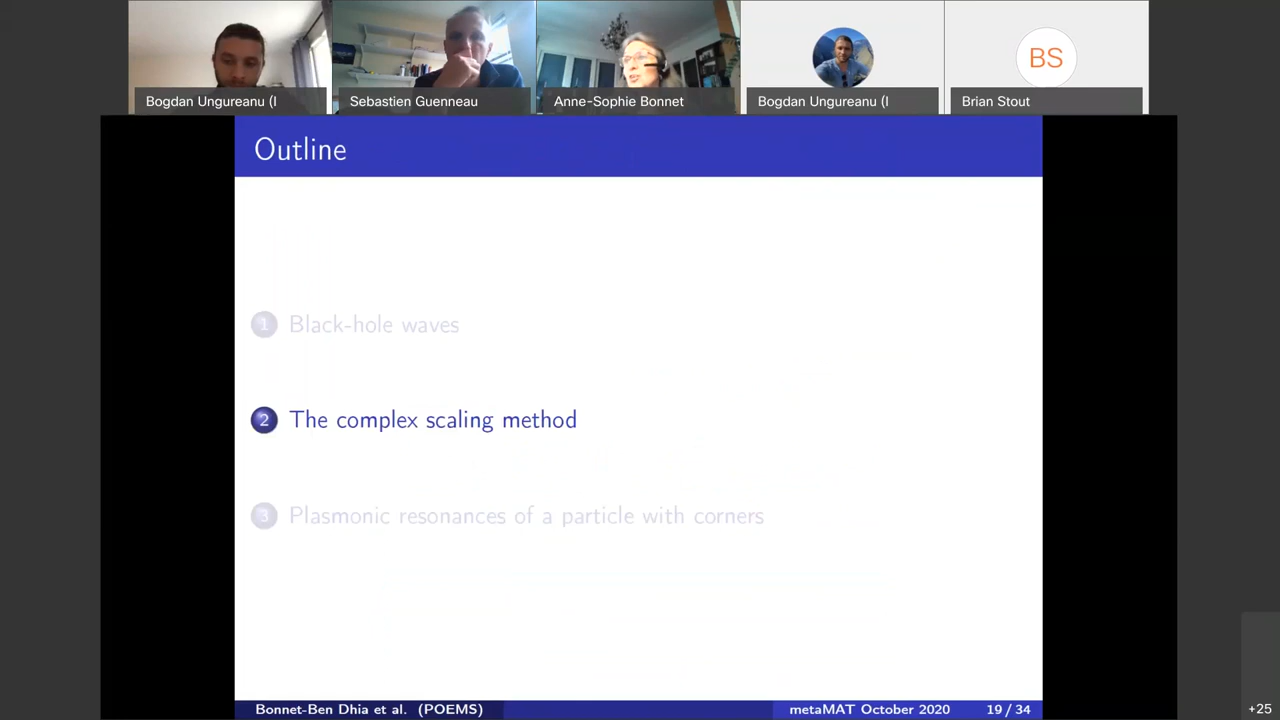 Bogdan Ungureanu (I
Sebastien Guenneau
Anne-Sophie Bonnet
Bogdan Ungureanu (I
BS
Brian Stout
Outline
1 Black-hole waves
2 The complex scaling method
3 Plasmonic resonances of a particle with corners
Bonnet-Ben Dhia et al. (POEMS)
metaMAT October 2020
19 / 34
+25